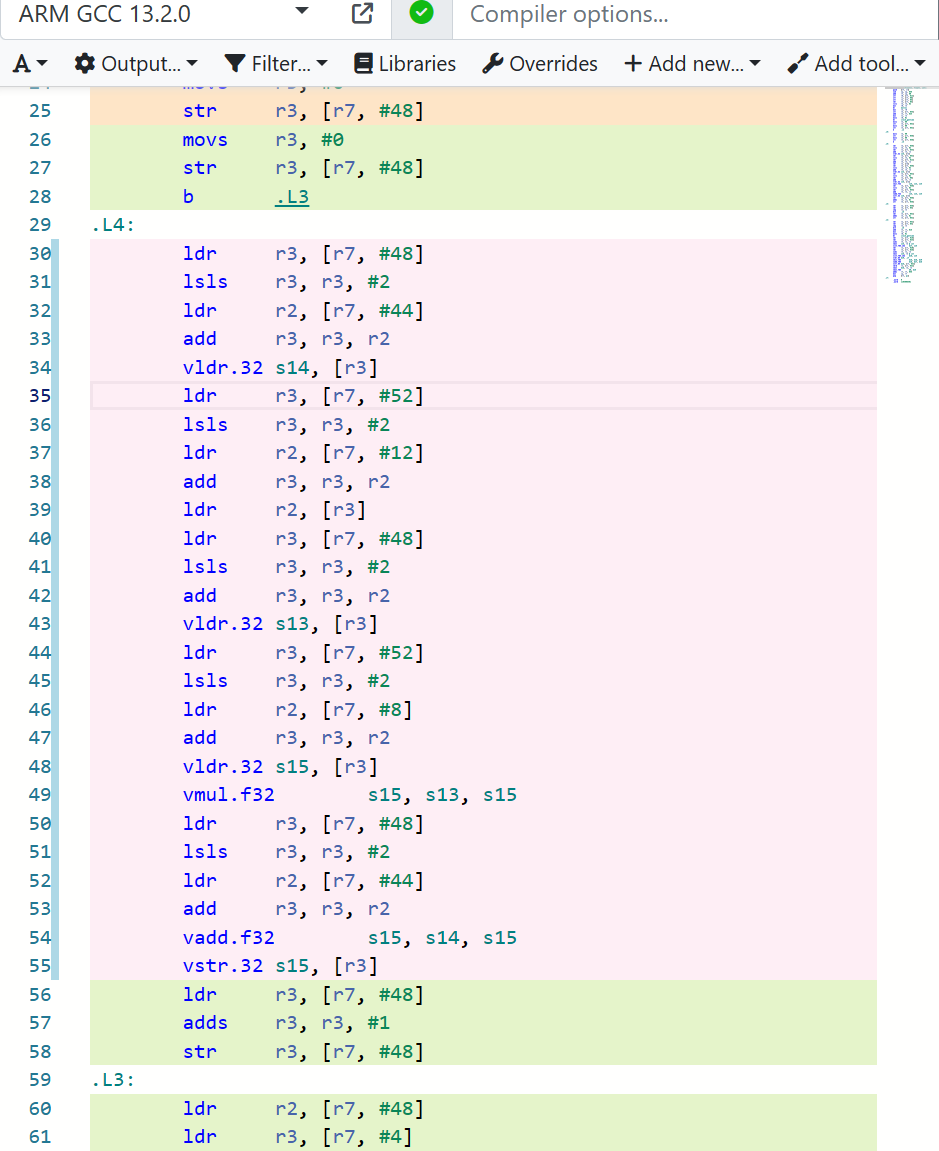 ARM GCC 13.2.0 Compiler options...
A Output... Filter... Libraries Overrides + Add new... Add tool...
25 str r3, [r7, #48]
26 movs r3, #0
27 str r3, [r7, #48]
28 b .L3
29 .L4:
30 ldr r3, [r7, #48]
31 lsls r3, r3, #2
32 ldr r2, [r7, #44]
33 add r3, r3, r2
34 vldr.32 s14, [r3]
35 ldr r3, [r7, #52]
36 lsls r3, r3, #2
37 ldr r2, [r7, #12]
38 add r3, r3, r2
39 ldr r2, [r3]
40 ldr r3, [r7, #48]
41 lsls r3, r3, #2
42 add r3, r3, r2
43 vldr.32 s13, [r3]
44 ldr r3, [r7, #52]
45 lsls r3, r3, #2
46 ldr r2, [r7, #8]
47 add r3, r3, r2
48 vldr.32 s15, [r3]
49 vmul.f32 s15, s13, s15
50 ldr r3, [r7, #48]
51 lsls r3, r3, #2
52 ldr r2, [r7, #44]
53 add r3, r3, r2
54 vadd.f32 s15, s14, s15
55 vstr.32 s15, [r3]
56 ldr r3, [r7, #48]
57 adds r3, r3, #1
58 str r3, [r7, #48]
59 .L3:
60 ldr r2, [r7, #48]
61 ldr r3, [r7, #4]